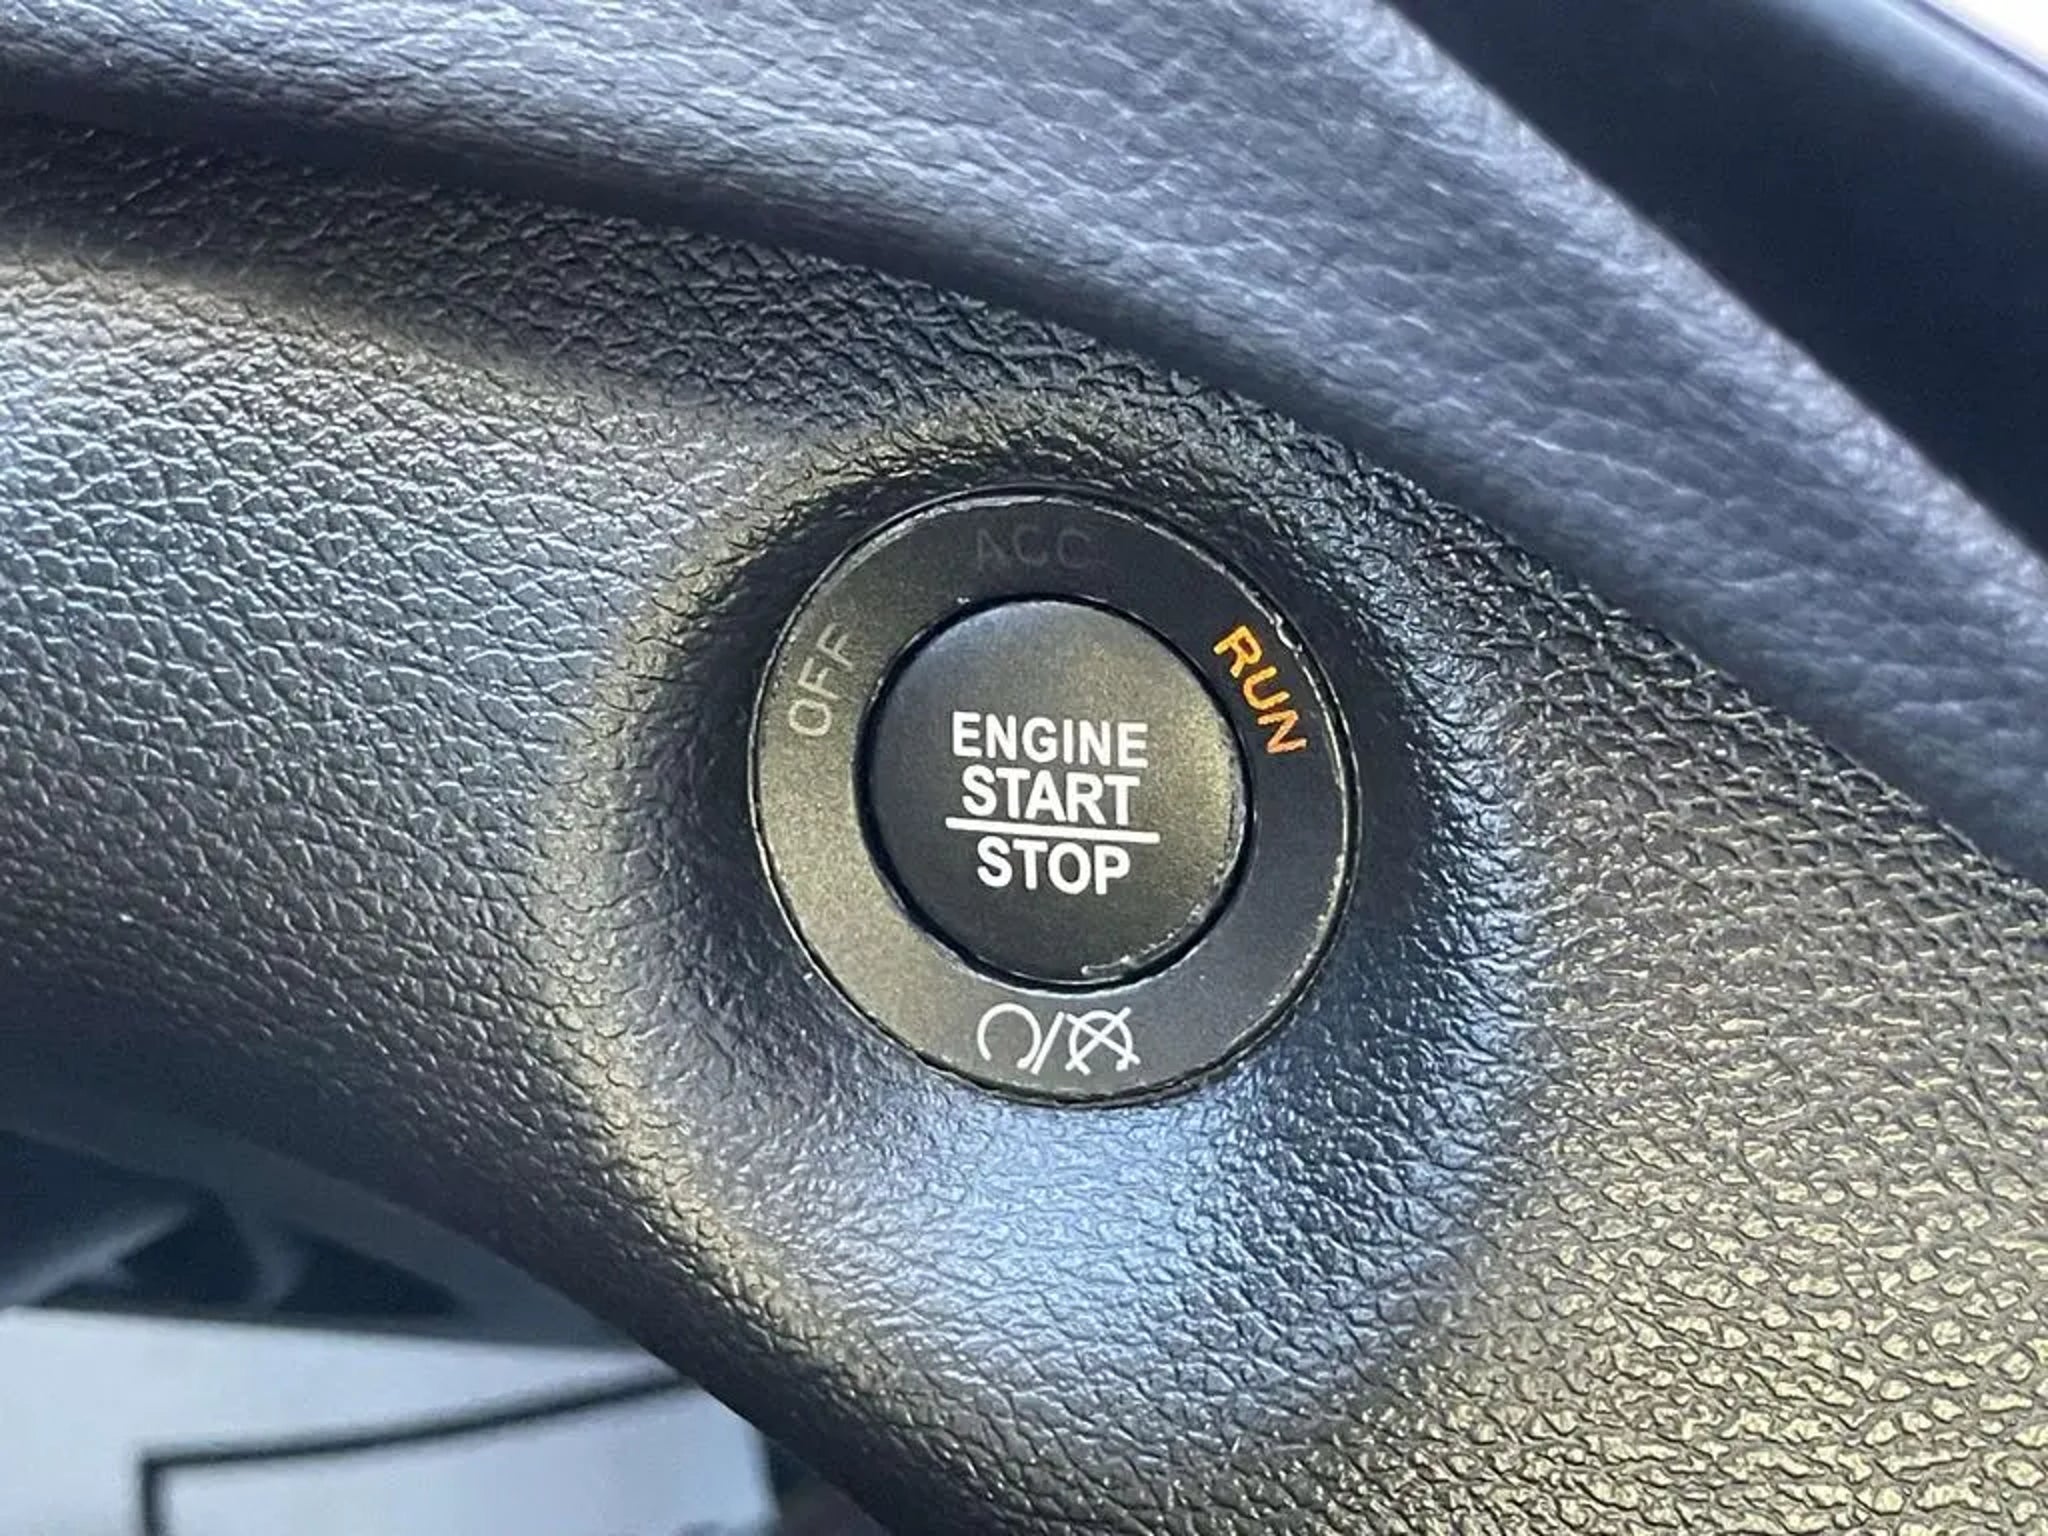 ACC
OFF
RUN
ENGINE
START
STOP